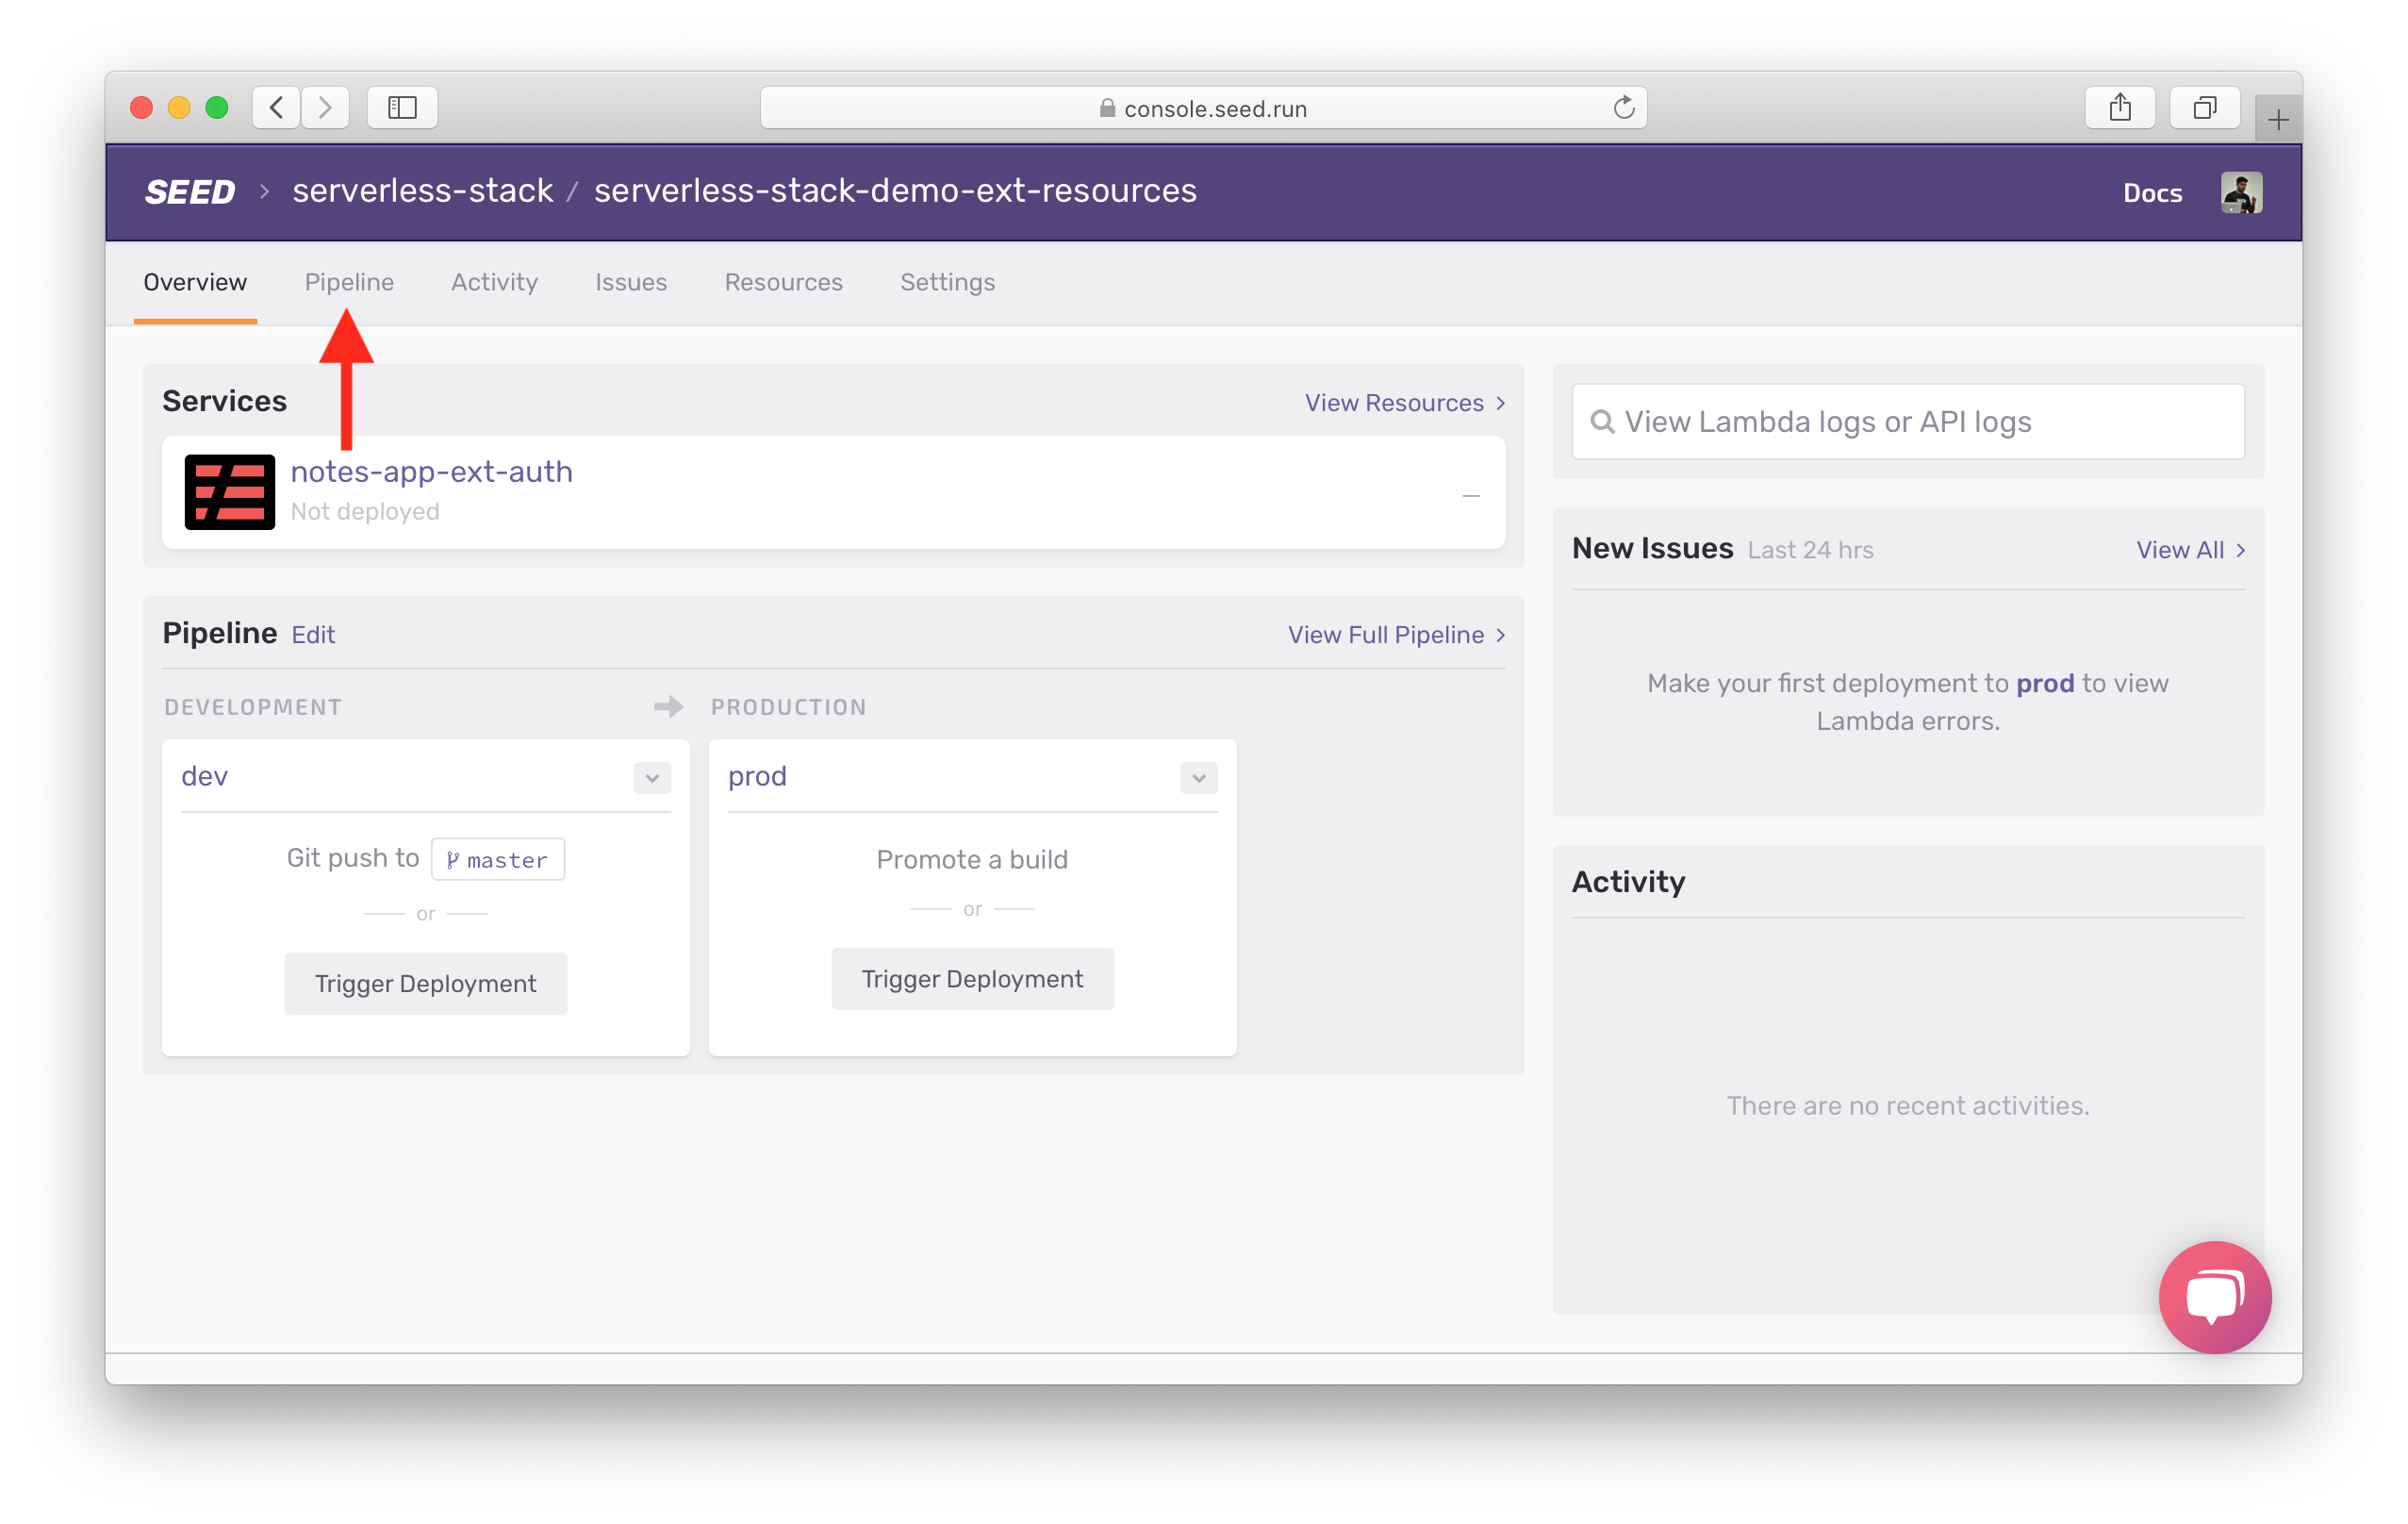 console.seed.run
SEED > serverless-stack / serverless-stack-demo-ext-resources
Docs
Overview Pipeline Activity Issues Resources Settings
Services
View Resources >
notes-app-ext-auth
Not deployed
–
Pipeline Edit
View Full Pipeline >
DEVELOPMENT
PRODUCTION
dev
Git push to master
or
Trigger Deployment
prod
Promote a build
or
Trigger Deployment
View Lambda logs or API logs
New Issues Last 24 hrs
View All >
Make your first deployment to prod to view
Lambda errors.
Activity
There are no recent activities.